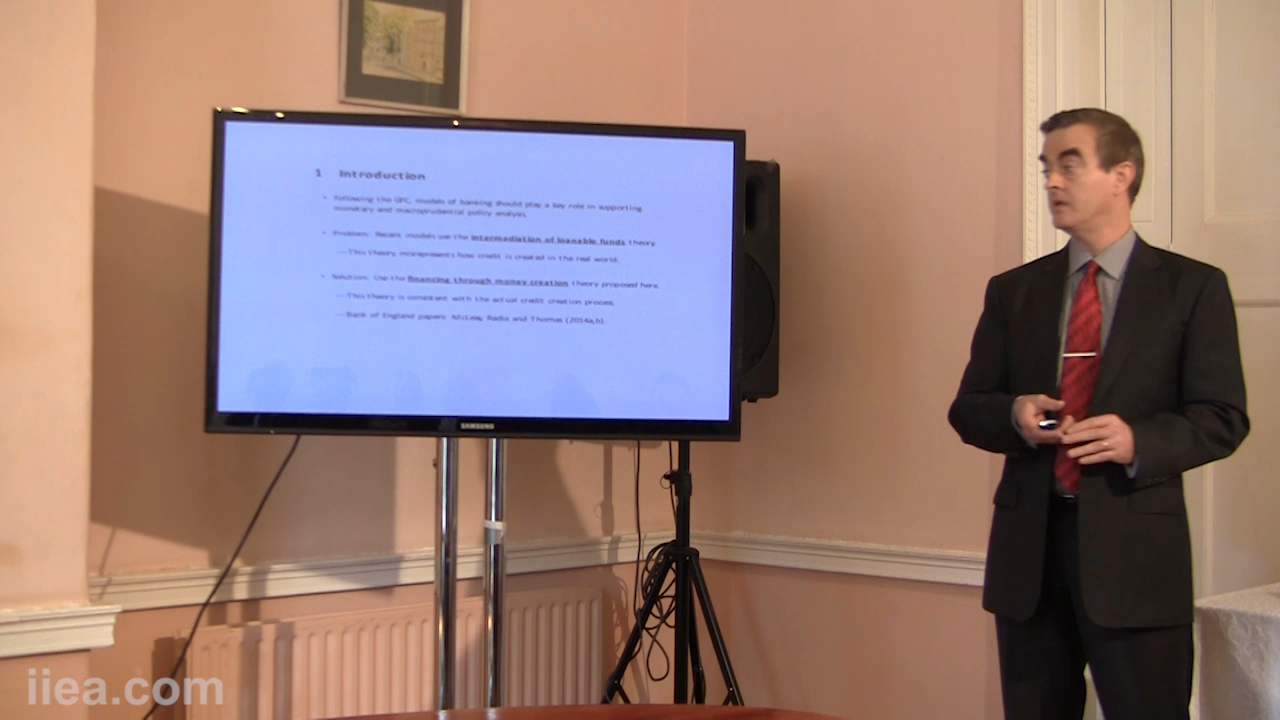 1 Introduction
Following the GFC, models of banking should play a key role in supporting
monetary and macroprudential policy analysis.
Problem: Recent models use the intermediation of loanable funds theory
—This theory misrepresents how credit is created in the real world.
Solution: Use the financing through money creation theory proposed here.
—This theory is consistent with the actual credit creation process.
—Bank of England papers: McLeay, Radia and Thomas (2014a,b).
SAMSUNG
iiea.com